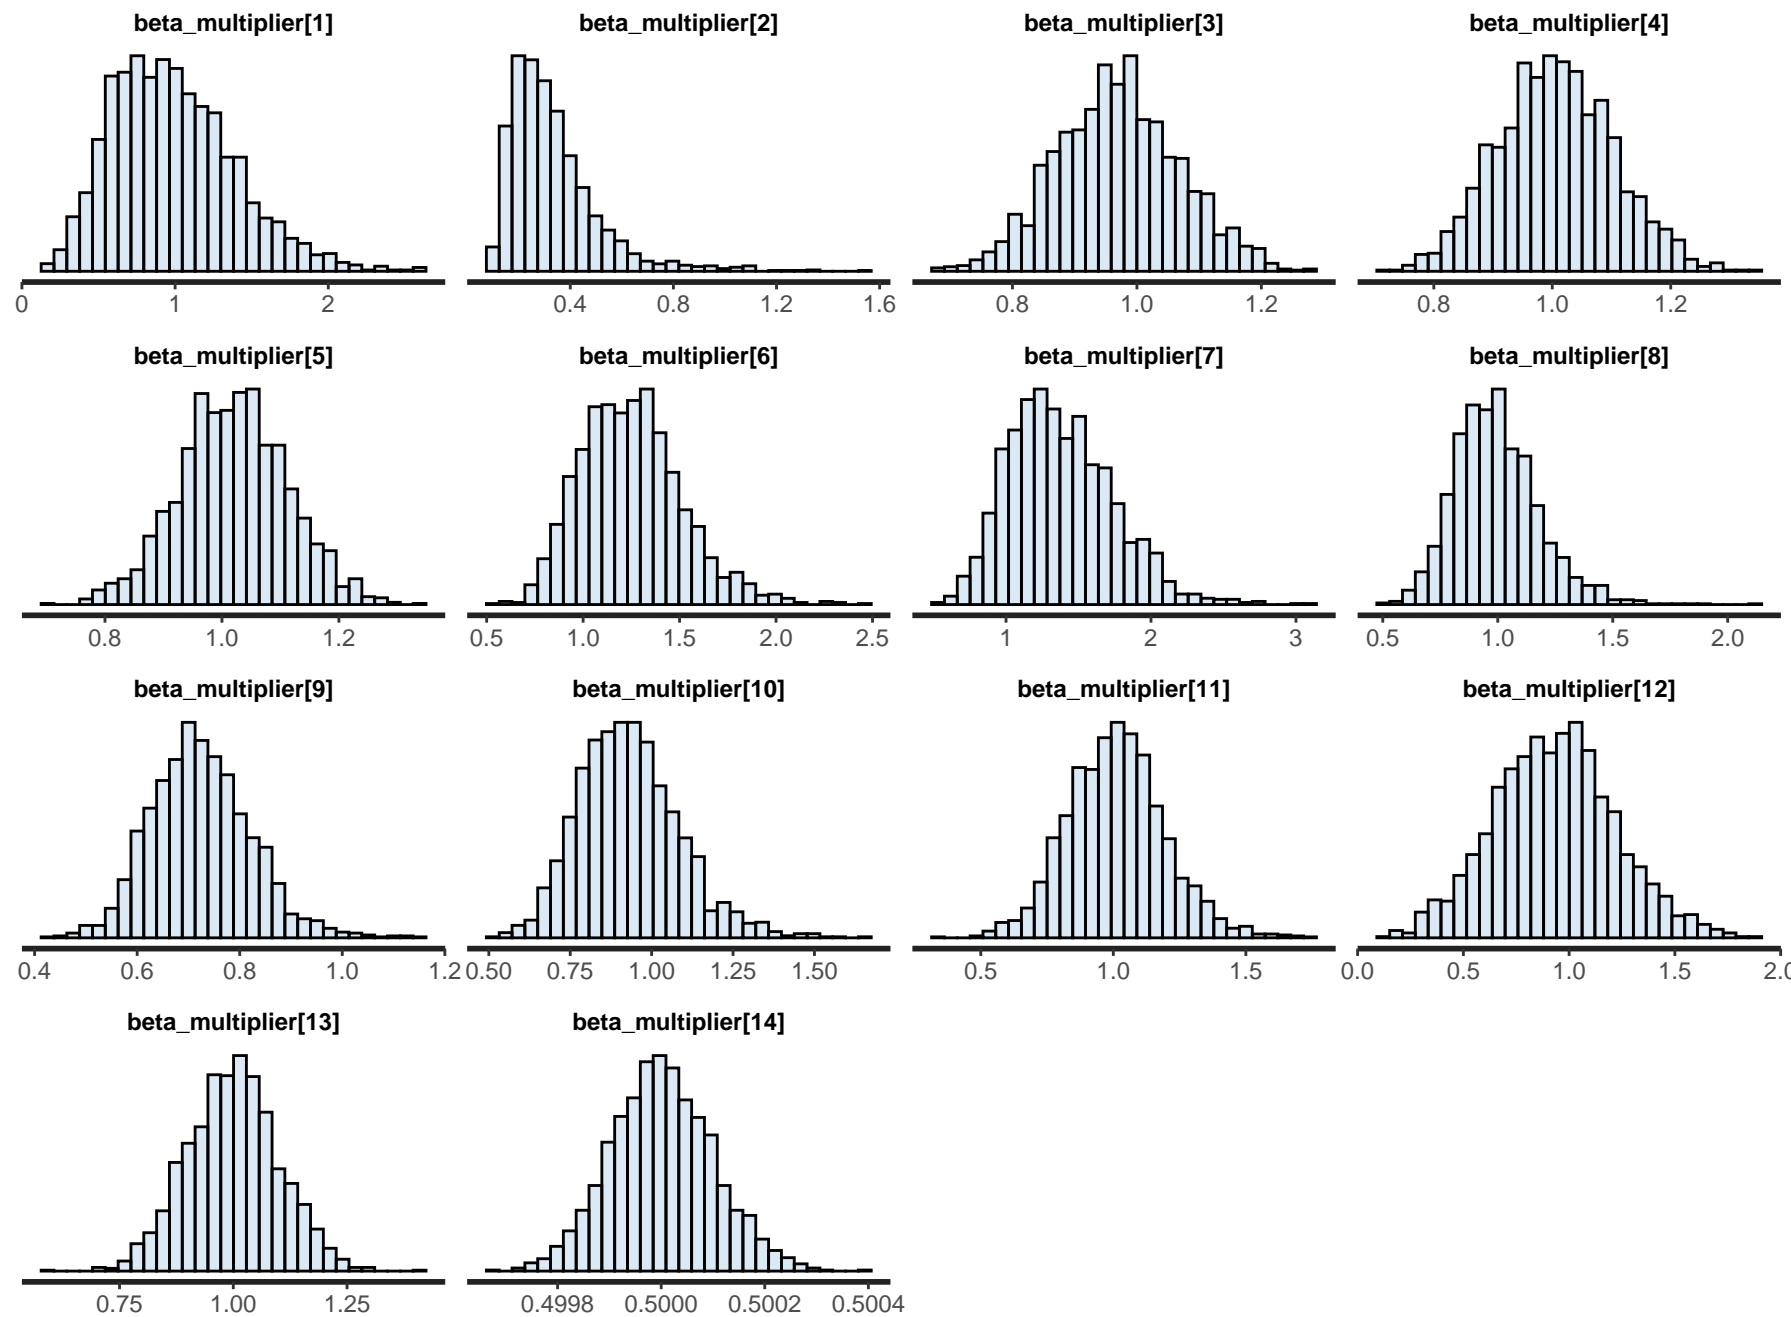 beta_multiplier[1] beta_multiplier[2] beta_multiplier[3] beta_multiplier[4]
0 1 2 0.4 0.8 1.2 1.6 0.8 1.0 1.2 0.8 1.0 1.2
beta_multiplier[5] beta_multiplier[6] beta_multiplier[7] beta_multiplier[8]
0.8 1.0 1.2 0.5 1.0 1.5 2.0 2.5 1 2 3 0.5 1.0 1.5 2.0
beta_multiplier[9] beta_multiplier[10] beta_multiplier[11] beta_multiplier[12]
0.4 0.6 0.8 1.0 1.2 0.50 0.75 1.00 1.25 1.50 0.5 1.0 1.5 0.0 0.5 1.0 1.5 2.0
beta_multiplier[13] beta_multiplier[14]
0.75 1.00 1.25 0.4998 0.5000 0.5002 0.5004